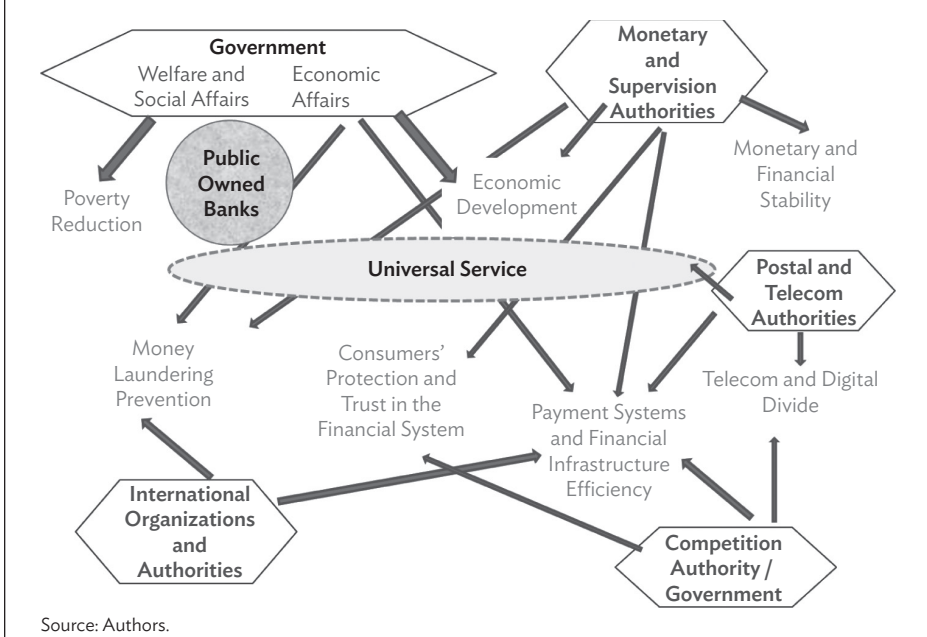 Government
Welfare and
Social Affairs
Economic
Affairs
Monetary
and
Supervision
Authorities
Public
Owned
Banks
Poverty
Reduction
Economic
Development
Monetary and
Financial
Stability
Universal Service
Postal and
Telecom
Authorities
Money
Laundering
Prevention
Consumers’
Protection and
Trust in the
Financial System
Payment Systems
and Financial
Infrastructure
Efficiency
Telecom and Digital
Divide
International
Organizations
and
Authorities
Competition
Authority /
Government
Source: Authors.